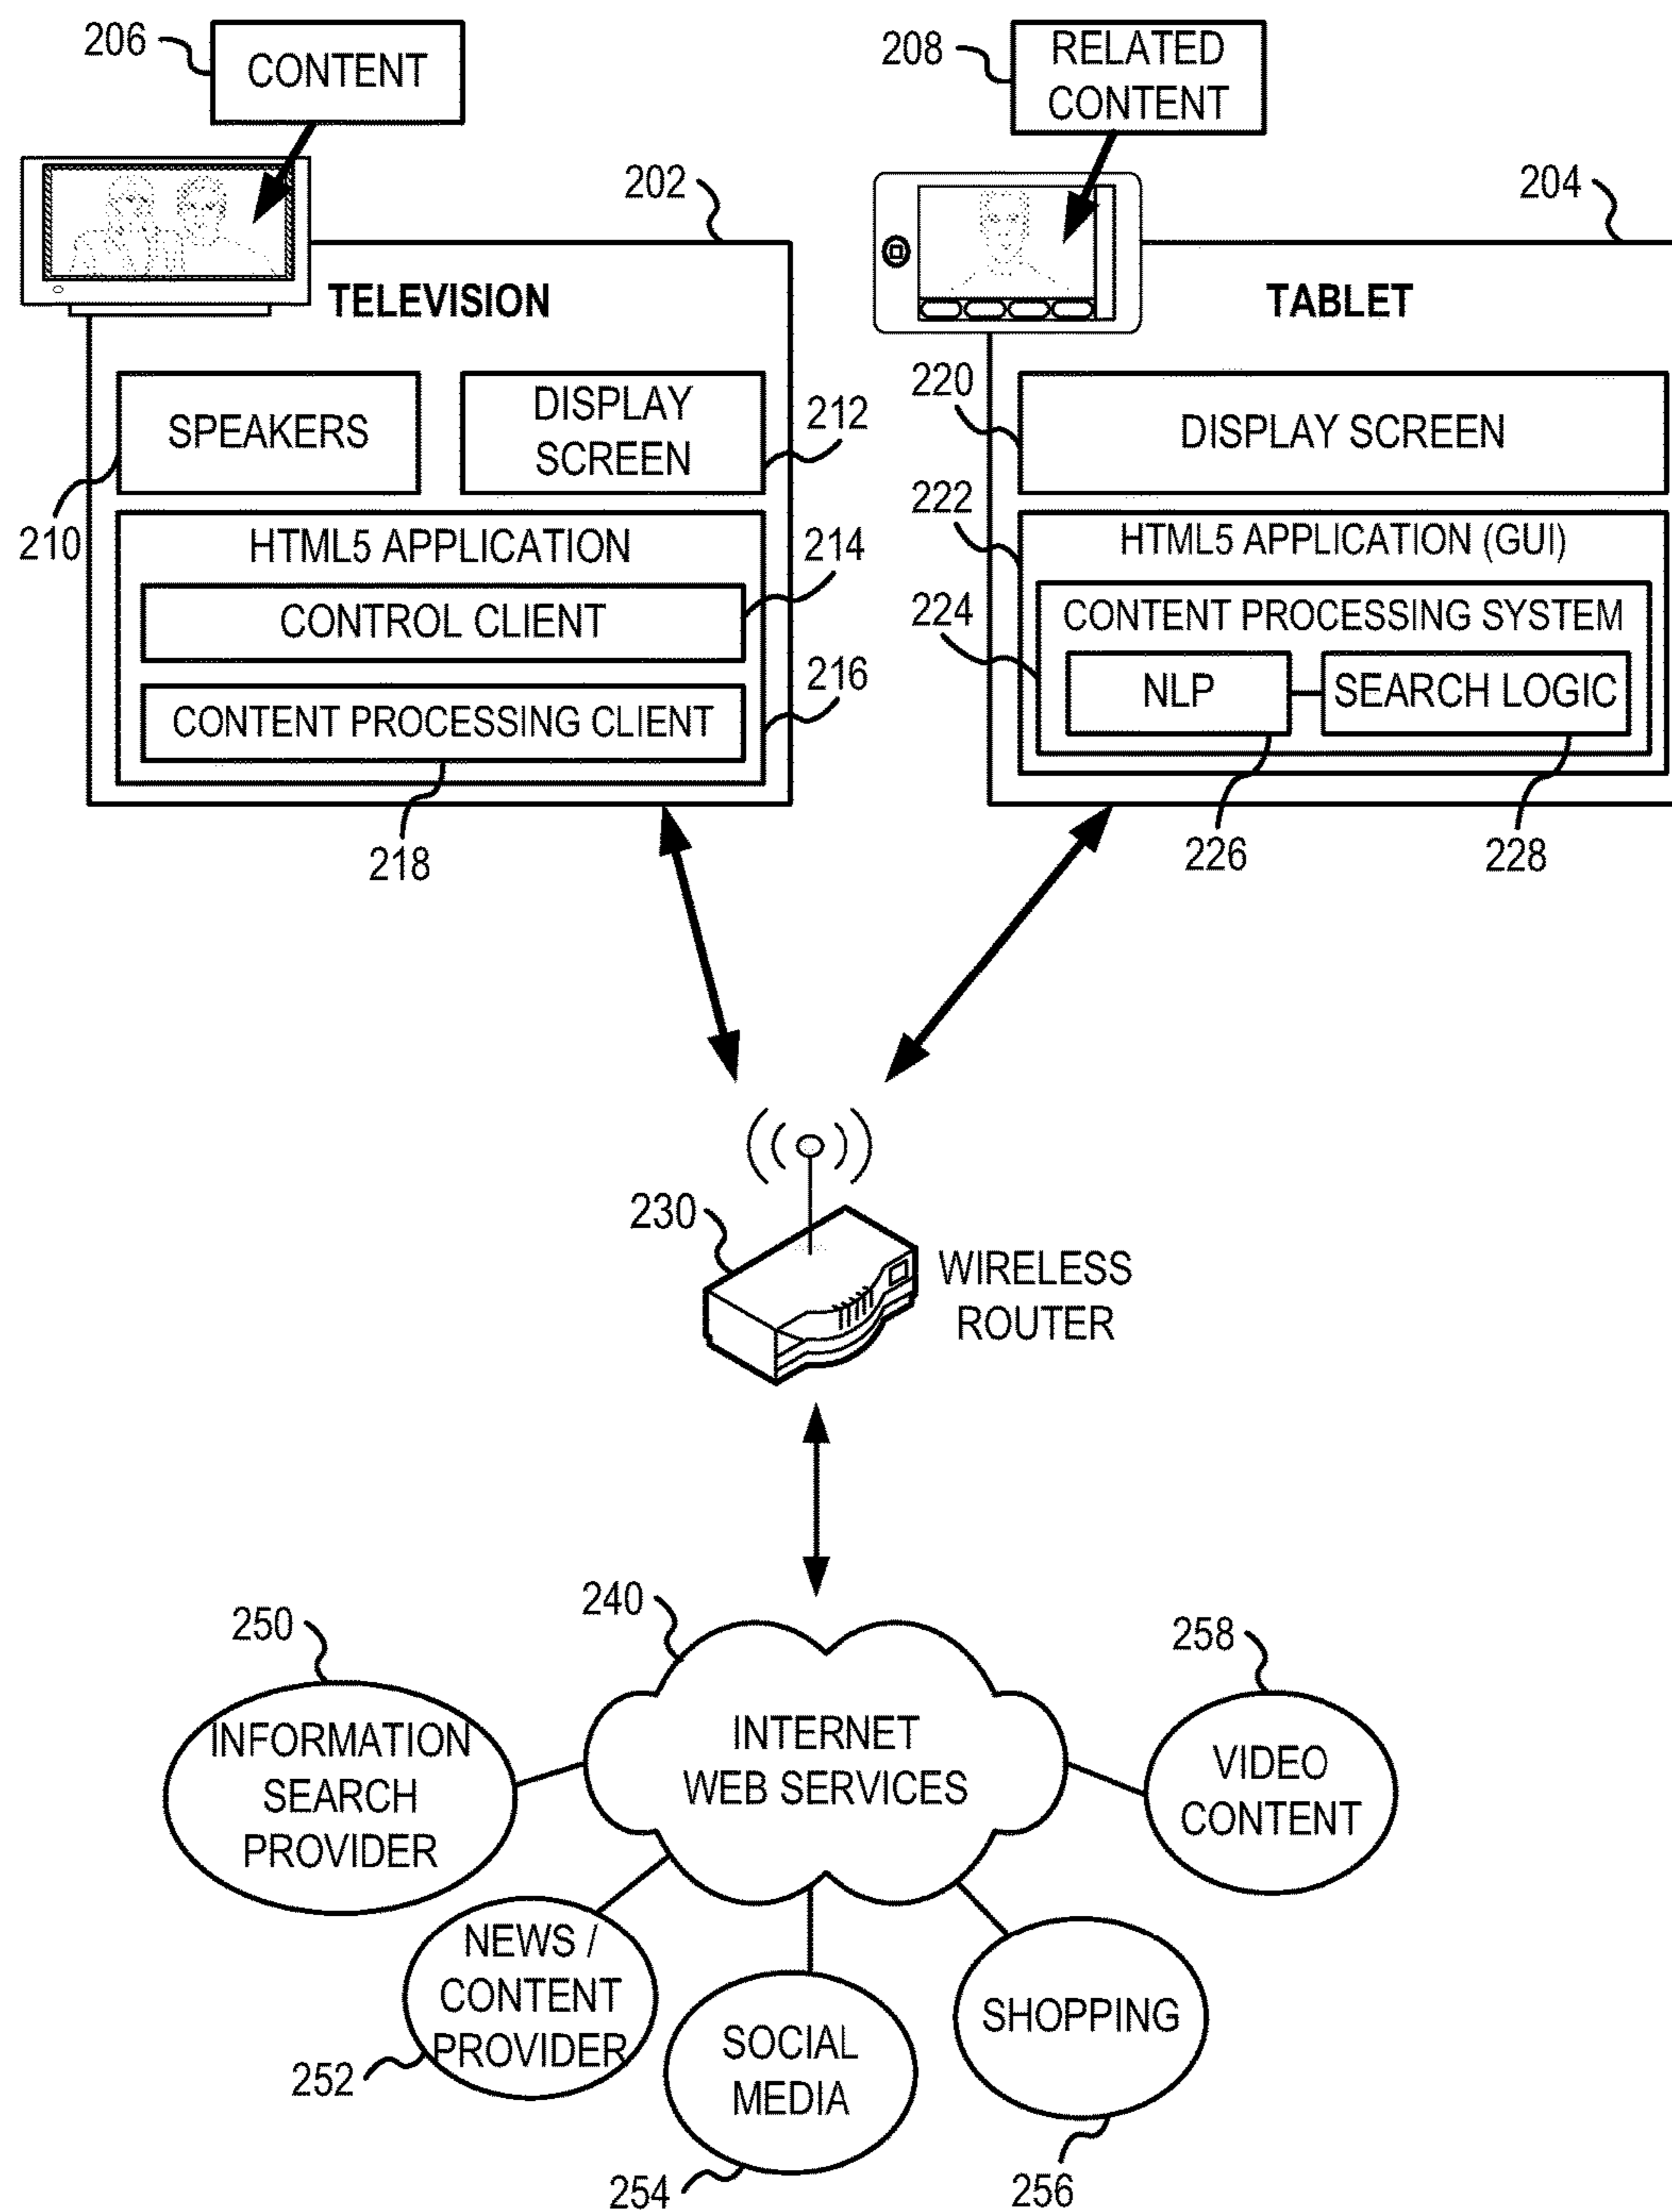 206
CONTENT
208
RELATED
CONTENT
202
204
TELEVISION
TABLET
SPEAKERS
210
DISPLAY
SCREEN
212
HTML5 APPLICATION
214
CONTROL CLIENT
216
CONTENT PROCESSING CLIENT
218
220
DISPLAY SCREEN
222
HTML5 APPLICATION (GUI)
224
CONTENT PROCESSING SYSTEM
NLP
SEARCH LOGIC
226
228
230
WIRELESS
ROUTER
240
INTERNET
WEB SERVICES
250
INFORMATION
SEARCH
PROVIDER
258
VIDEO
CONTENT
NEWS /
CONTENT
PROVIDER
252
SOCIAL
MEDIA
254
SHOPPING
256